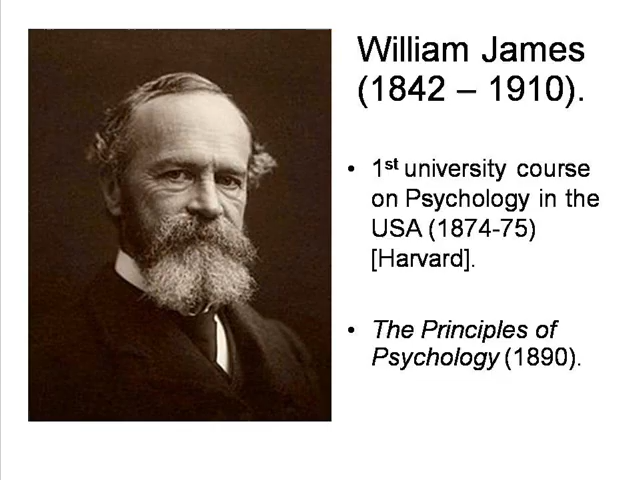 William James
(1842 – 1910).
• 1st university course
on Psychology in the
USA (1874-75)
[Harvard].
• The Principles of
Psychology (1890).